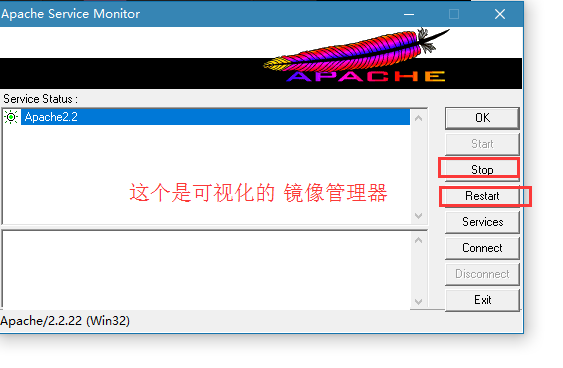 Apache Service Monitor
APACHE
Service Status :
Apache2.2
OK
Start
Stop
这个是可视化的 镜像管理器
Restart
Services
Connect
Disconnect
Exit
Apache/2.2.22 (Win32)